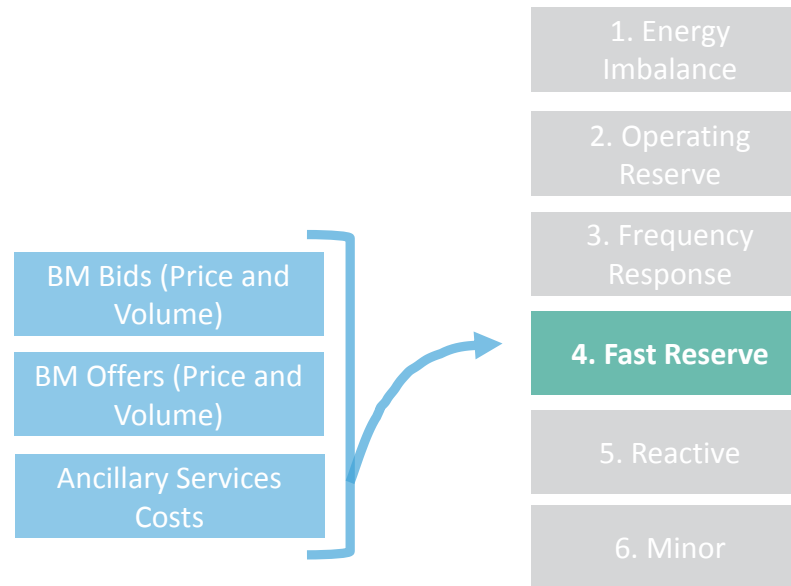 1. Energy
Imbalance
2. Operating
Reserve
3. Frequency
Response
BM Bids (Price and
Volume)
4. Fast Reserve
BM Offers (Price and
Volume)
5. Reactive
Ancillary Services
Costs
6. Minor